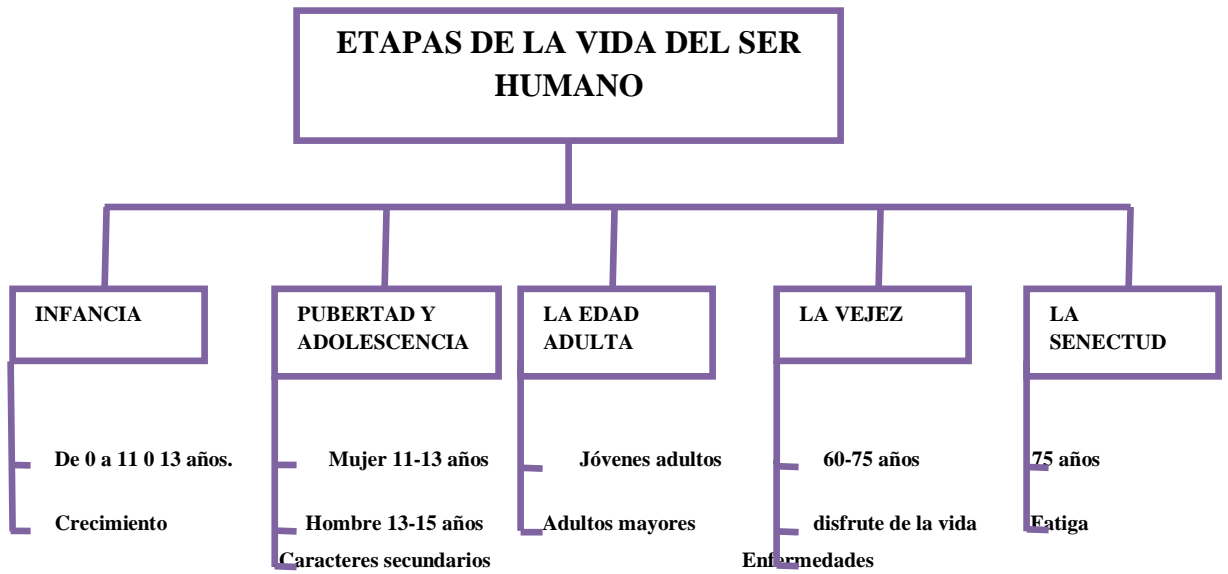 ETAPAS DE LA VIDA DEL SER
HUMANO
INFANCIA
De 0 a 11 0 13 años.
Crecimiento
PUBERTAD Y
ADOLESCENCIA
Mujer 11-13 años
Hombre 13-15 años
Caracteres secundarios
LA EDAD
ADULTA
Jóvenes adultos
Adultos mayores
LA VEJEZ
60-75 años
disfrute de la vida
Enfermedades
LA
SENECTUD
75 años
Fatiga